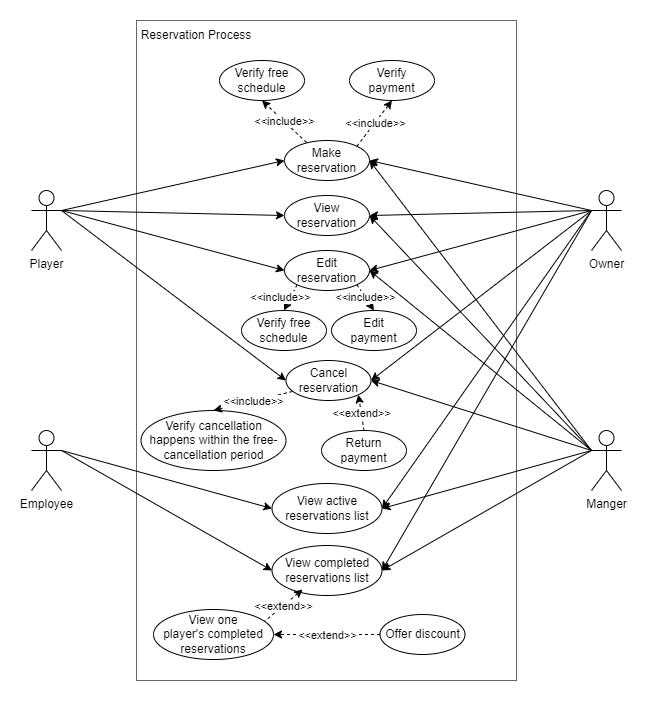 Reservation Process
Verify free
schedule
Verify
payment
<<include>>
<<include>>
Make
reservation
View
reservation
Player
Owner
Edit
reservation
<<include>>
<<include>>
Verify free
schedule
Edit
payment
Cancel
reservation
<<include>>
<<extend>>
Verify cancellation
happens within the free-
cancellation period
Return
payment
Employee
Manger
View active
reservations list
View completed
reservations list
<<extend>>
View one
player's completed
reservations
<<extend>>
Offer discount